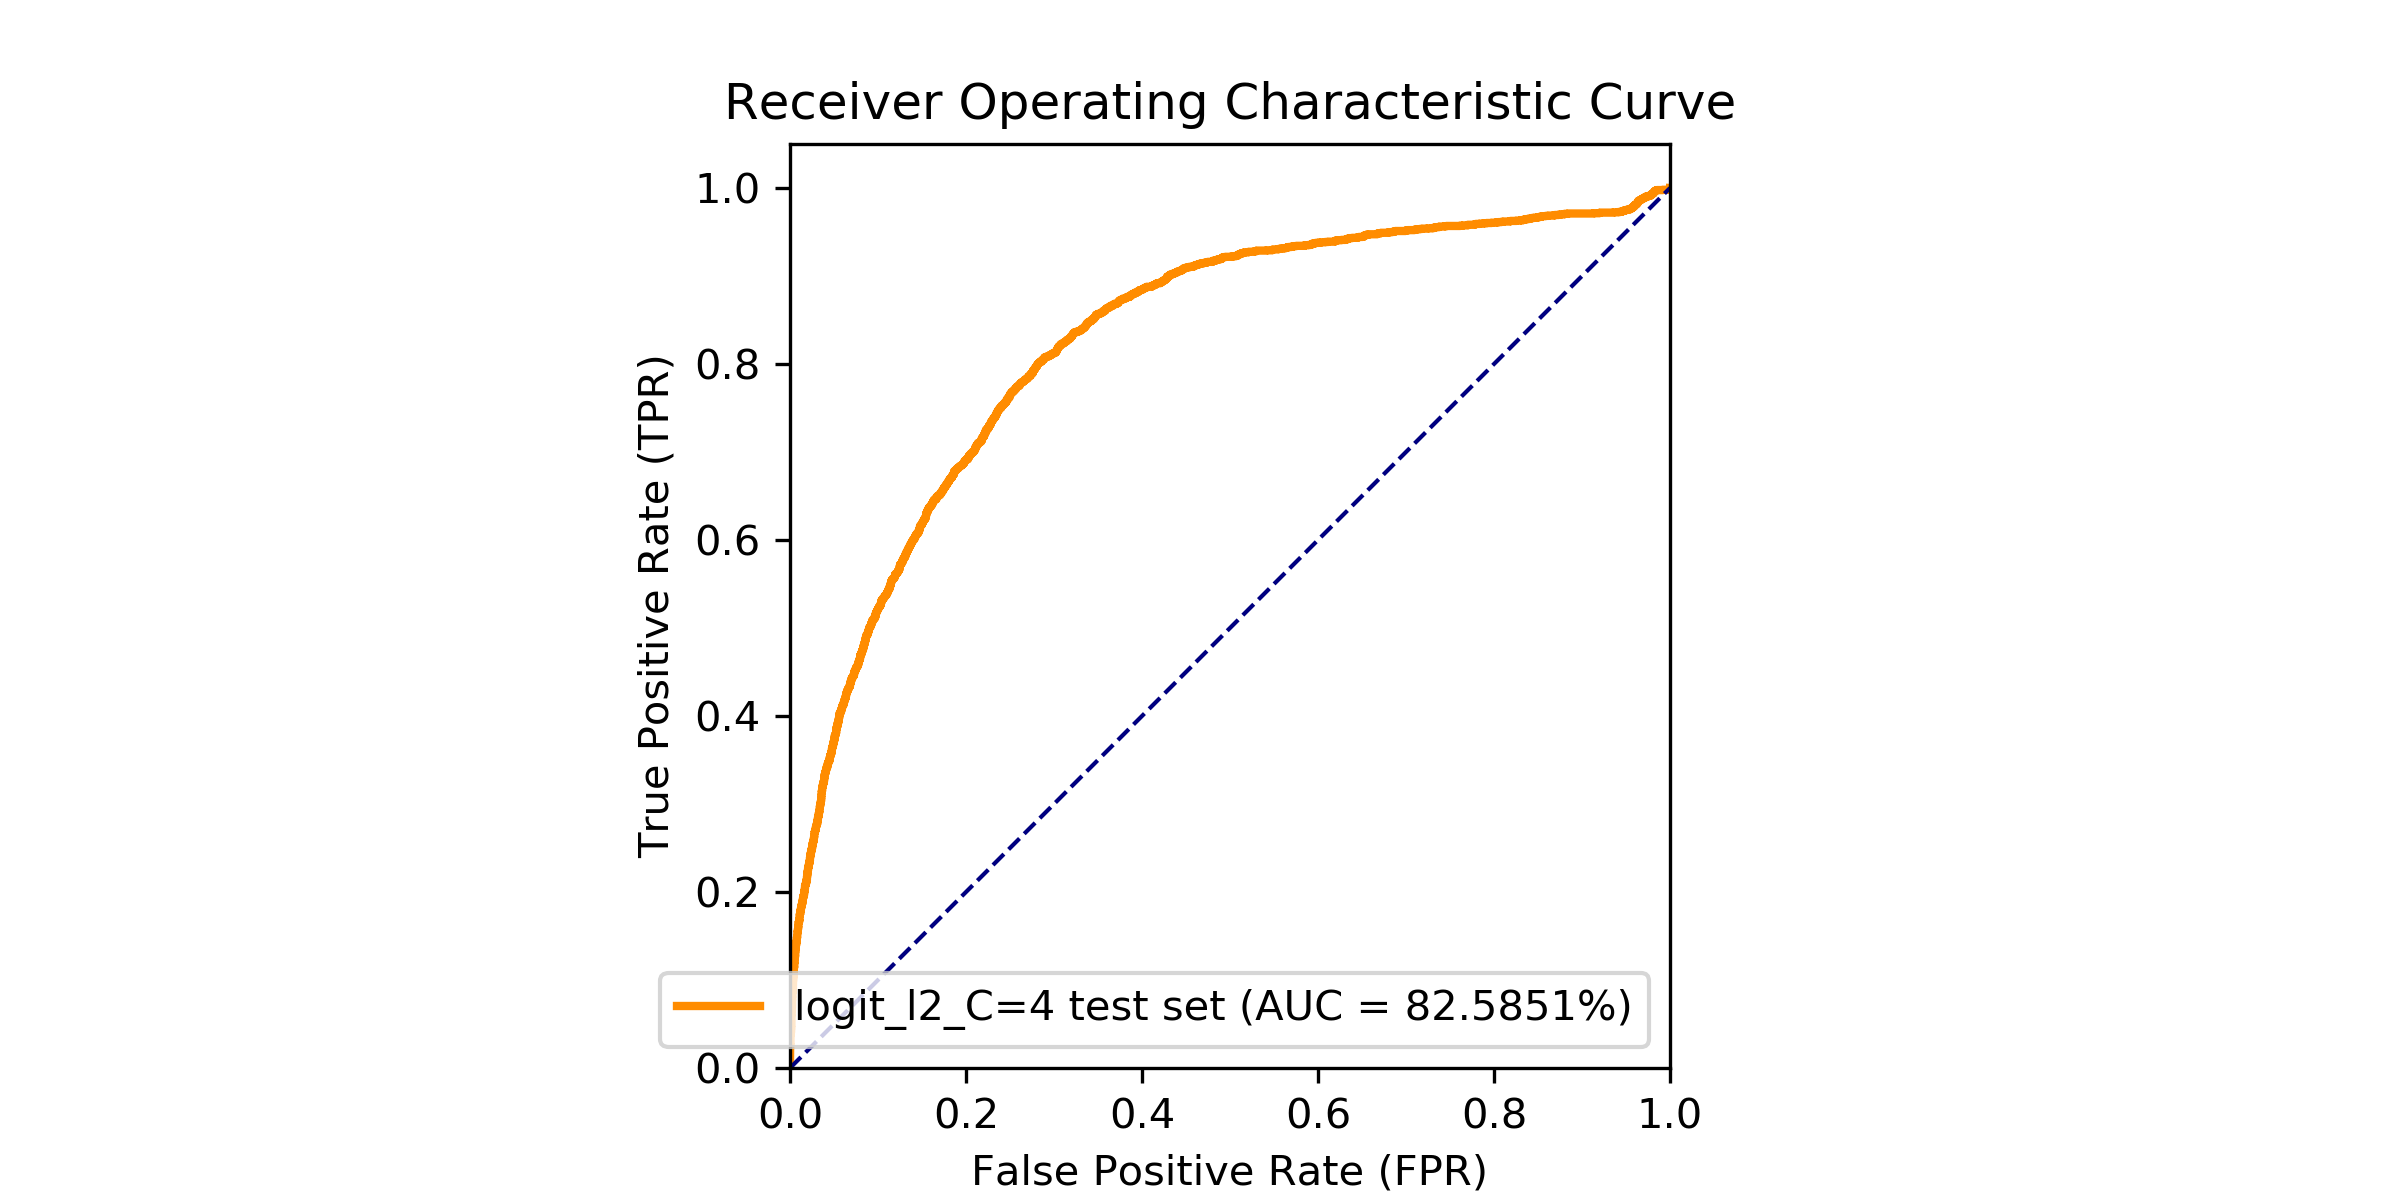 Receiver Operating Characteristic Curve
True Positive Rate (TPR)
1.0
0.8
0.6
0.4
0.2
0.0
logit_l2_C=4 test set (AUC = 82.5851%)
0.0 0.2 0.4 0.6 0.8 1.0
False Positive Rate (FPR)